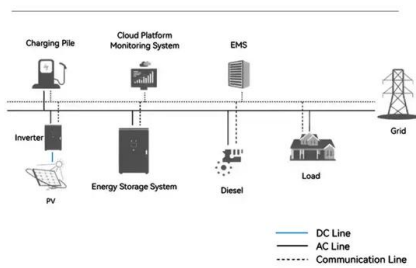 Cloud Platform
Charging Pile
Monitoring System
EMS
Inverter
Grid
Energy Storage System
Diesel
Load
PV
DC Line
AC Line
Communication Line